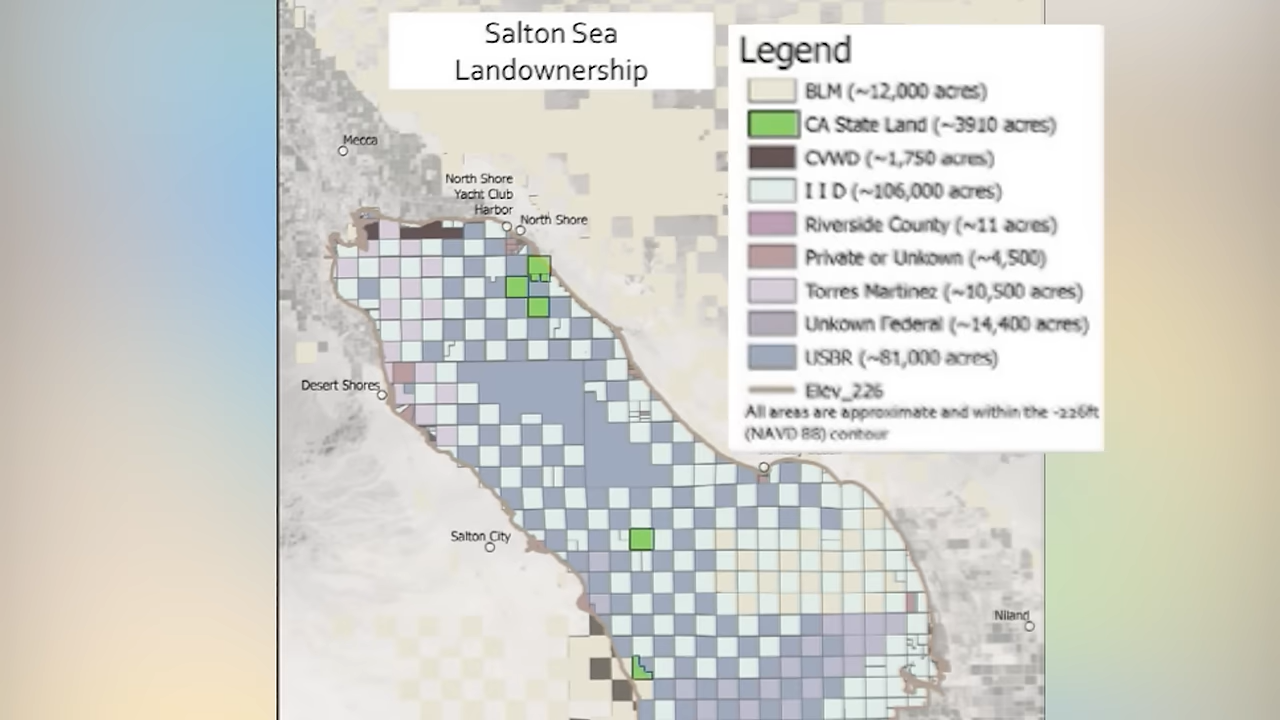 Salton Sea
Landownership
Legend
BLM (~12,000 acres)
CA State Land (~3910 acres)
CVWD (~1,750 acres)
I I D (~106,000 acres)
Riverside County (~11 acres)
Private or Unkown (~4,500)
Torres Martinez (~10,500 acres)
Unkown Federal (~14,400 acres)
USBR (~81,000 acres)
Elev_226
All areas are approximate and within the -226ft
(NAVD 88) contour
Mecca
North Shore
Yacht Club
Harbor
North Shore
Desert Shores
Salton City
Niland